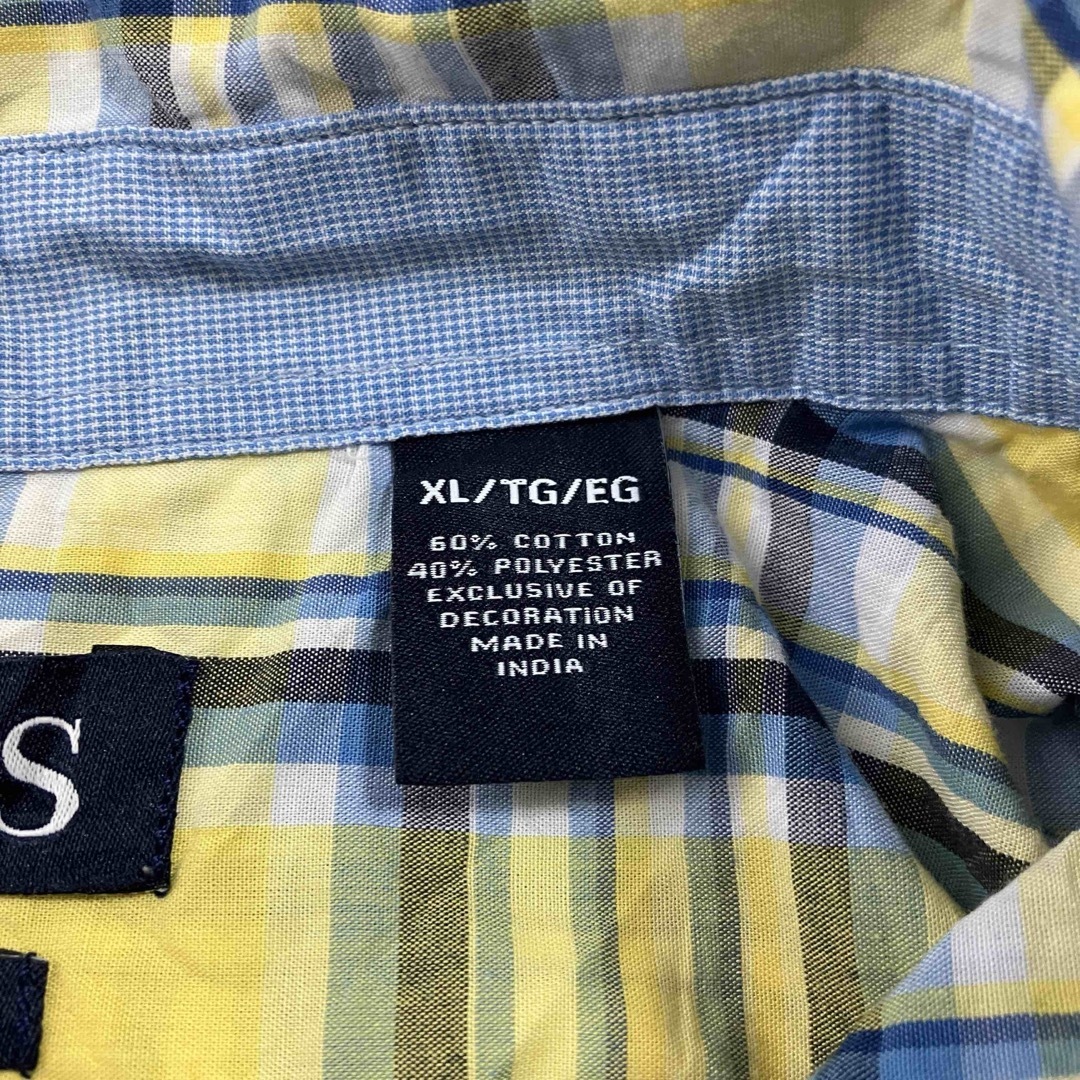 XL/TG/EG
60% COTTON
40% POLYESTER
EXCLUSIVE OF
DECORATION
MADE IN
INDIA
S